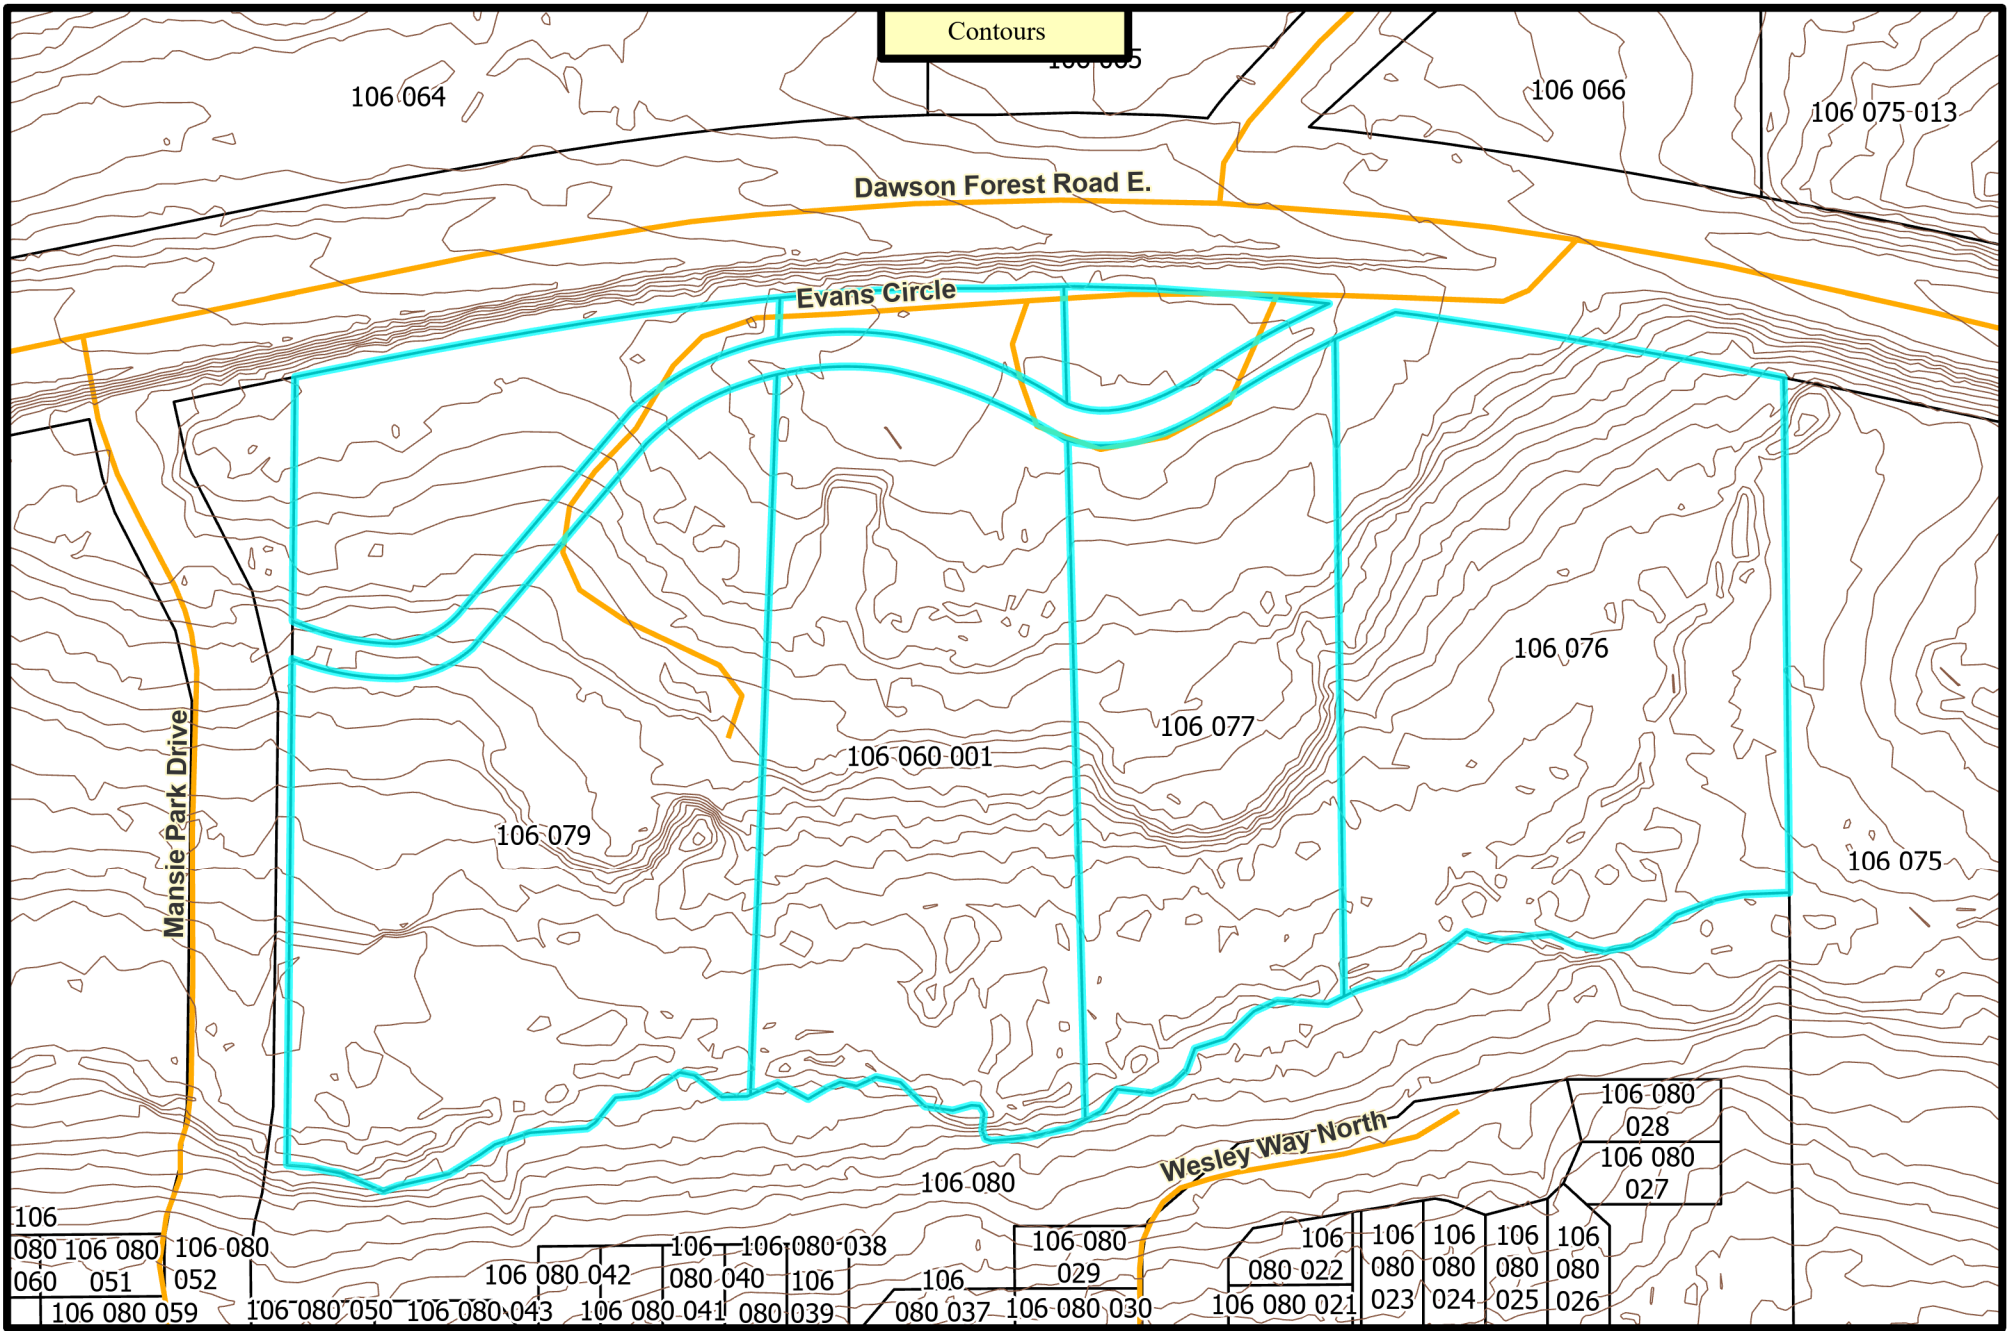 Contours
106 065
106 064
106 066
106 075 013
Dawson Forest Road E.
Evans Circle
106 076
106 077
106 060 001
106 079
106 075
Mansie Park Drive
Wesley Way North
106 080
028
106 080
027
106 080
106
080
060
106 080
051
106 080
052
106 080 059
106 080 050
106 080 042
106 080 043
106 080 041
106
080 040
106 080 038
106
080 039
106
080 037
106 080
029
106 080 030
106
080 022
106 080 021
106
080
023
106
080
024
106
080
025
106
080
026